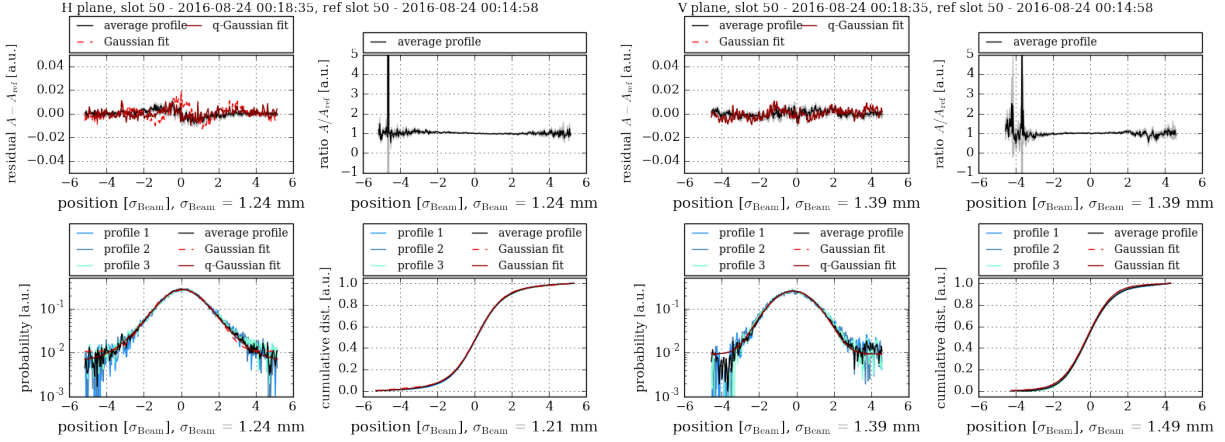 H plane, slot 50 - 2016-08-24 00:18:35, ref slot 50 - 2016-08-24 00:14:58
average profile
q-Gaussian fit
Gaussian fit
residual A − A_ref [a.u.]
0.04
0.02
0.00
−0.02
−0.04
−6 −4 −2 0 2 4 6
position [σ_Beam], σ_Beam = 1.24 mm
average profile
ratio A/A_ref [a.u.]
5
4
3
2
1
0
−1
−6 −4 −2 0 2 4 6
position [σ_Beam], σ_Beam = 1.24 mm
profile 1
profile 2
profile 3
average profile
Gaussian fit
q-Gaussian fit
probability [a.u.]
10^-1
10^-2
10^-3
−6 −4 −2 0 2 4 6
position [σ_Beam], σ_Beam = 1.24 mm
profile 1
profile 2
profile 3
average profile
Gaussian fit
q-Gaussian fit
cumulative dist. [a.u.]
1.0
0.8
0.6
0.4
0.2
0.0
−6 −4 −2 0 2 4 6
position [σ_Beam], σ_Beam = 1.21 mm
V plane, slot 50 - 2016-08-24 00:18:35, ref slot 50 - 2016-08-24 00:14:58
average profile
q-Gaussian fit
Gaussian fit
residual A − A_ref [a.u.]
0.04
0.02
0.00
−0.02
−0.04
−6 −4 −2 0 2 4 6
position [σ_Beam], σ_Beam = 1.39 mm
average profile
ratio A/A_ref [a.u.]
5
4
3
2
1
0
−1
−6 −4 −2 0 2 4 6
position [σ_Beam], σ_Beam = 1.39 mm
profile 1
profile 2
profile 3
average profile
Gaussian fit
q-Gaussian fit
probability [a.u.]
10^-1
10^-2
10^-3
−6 −4 −2 0 2 4 6
position [σ_Beam], σ_Beam = 1.39 mm
profile 1
profile 2
profile 3
average profile
Gaussian fit
q-Gaussian fit
cumulative dist. [a.u.]
1.0
0.8
0.6
0.4
0.2
0.0
−6 −4 −2 0 2 4 6
position [σ_Beam], σ_Beam = 1.49 mm